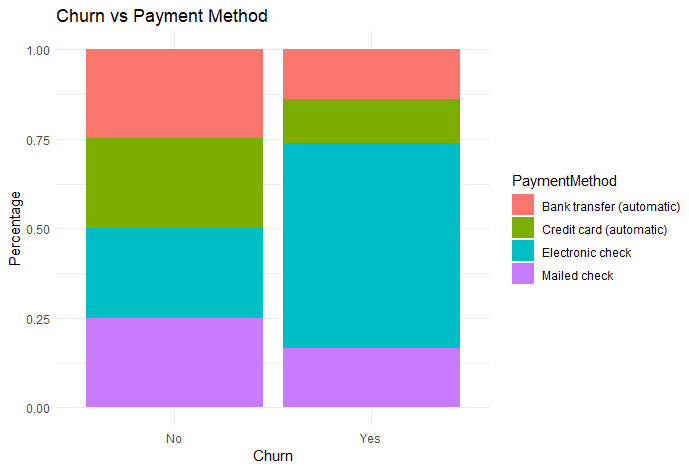 Churn vs Payment Method
1.00
0.75
0.50
0.25
0.00
Percentage
No Yes
Churn
PaymentMethod
Bank transfer (automatic)
Credit card (automatic)
Electronic check
Mailed check